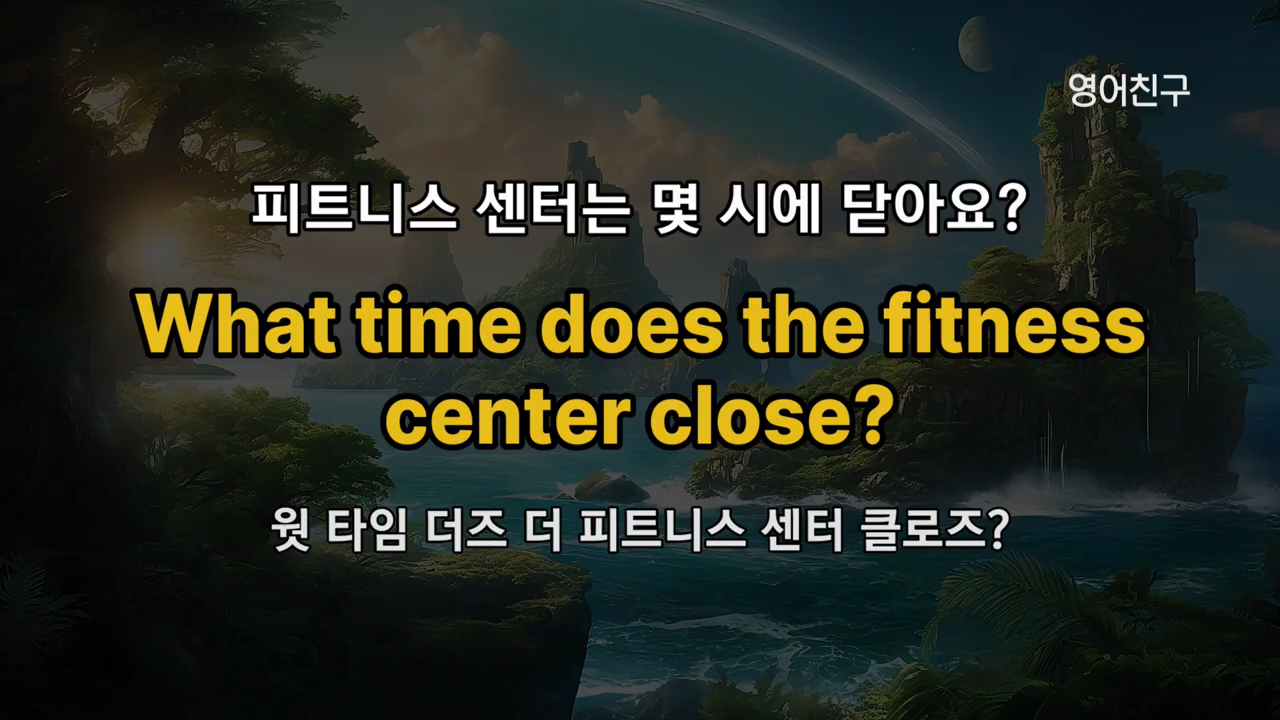 영어친구
피트니스 센터는 몇 시에 닫아요?
What time does the fitness
center close?
웟 타임 더즈 더 피트니스 센터 클로즈?